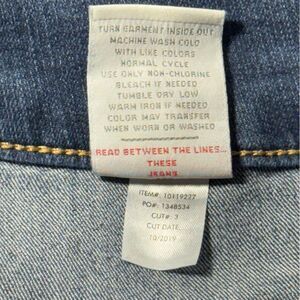 TURN GARMENT INSIDE OUT
MACHINE WASH COLD
WITH LIKE COLORS
NORMAL CYCLE
USE ONLY NON-CHLORINE
BLEACH IF NEEDED
TUMBLE DRY LOW
WARM IRON IF NEEDED
COLOR MAY TRANSFER
WHEN WORN OR WASHED
READ BETWEEN THE LINES...
THESE
JEANS
ITEM#: 10119277
PO#: 1348534
CUT#: 3
CUT DATE
10/2019